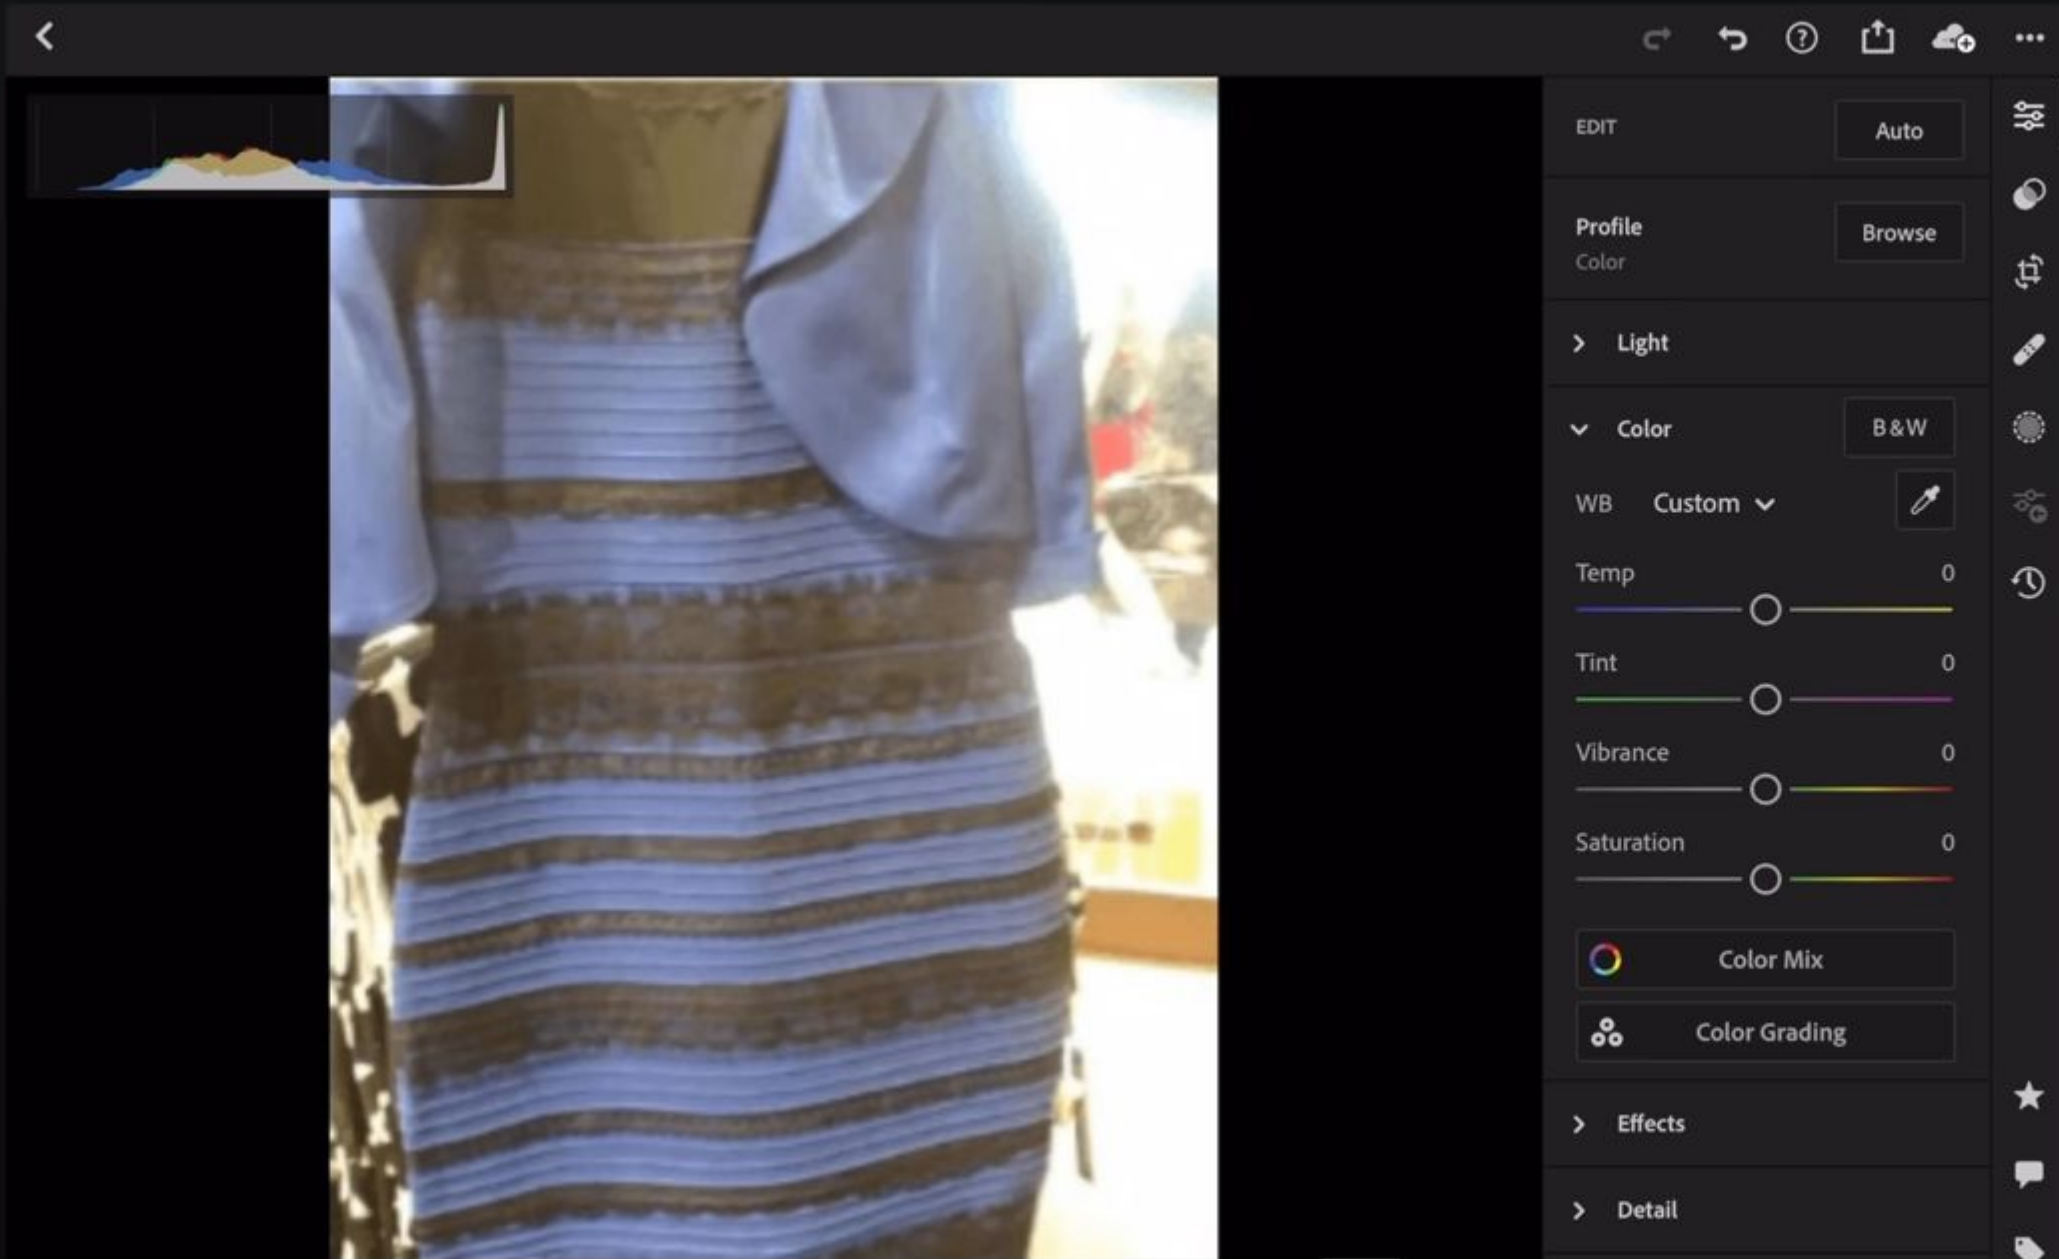 EDIT
Auto
Profile
Browse
Color
Light
Color
B&W
WB
Custom
Temp
0
Tint
0
Vibrance
0
Saturation
0
Color Mix
Color Grading
Effects
Detail